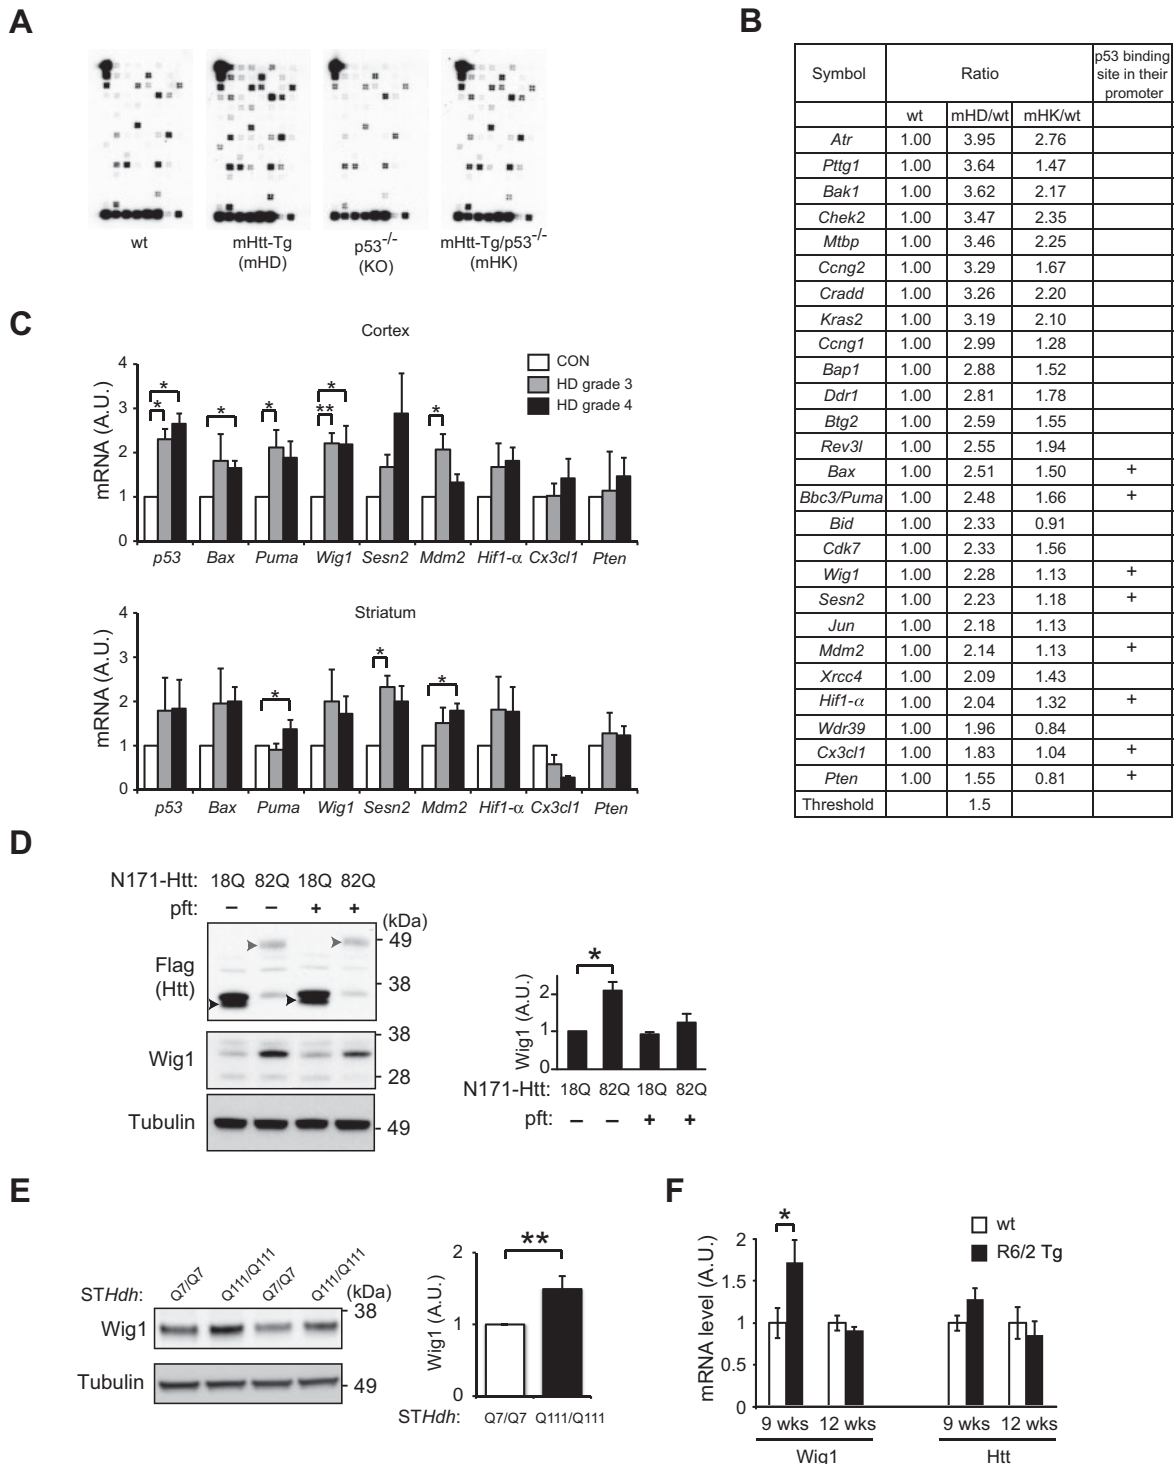 A
wt
mHtt-Tg
(mHD)
p53-/-
(KO)
mHtt-Tg/p53-/-
(mHK)
B
Symbol Ratio p53 binding site in their promoter
wt mHD/wt mHK/wt
Atr 1.00 3.95 2.76
Pttg1 1.00 3.64 1.47
Bak1 1.00 3.62 2.17
Chek2 1.00 3.47 2.35
Mtbp 1.00 3.46 2.25
Ccng2 1.00 3.29 1.67
Cradd 1.00 3.26 2.20
Kras2 1.00 3.19 2.10
Ccng1 1.00 2.99 1.28
Bap1 1.00 2.88 1.52
Ddr1 1.00 2.81 1.78
Btg2 1.00 2.59 1.55
Rev3l 1.00 2.55 1.94
Bax 1.00 2.51 1.50 +
Bbc3/Puma 1.00 2.48 1.66 +
Bid 1.00 2.33 0.91
Cdk7 1.00 2.33 1.56
Wig1 1.00 2.28 1.13 +
Sesn2 1.00 2.23 1.18 +
Jun 1.00 2.18 1.13
Mdm2 1.00 2.14 1.13 +
Xrcc4 1.00 2.09 1.43
Hif1-α 1.00 2.04 1.32 +
Wdr39 1.00 1.96 0.84
Cx3cl1 1.00 1.83 1.04 +
Pten 1.00 1.55 0.81 +
Threshold 1.5
C
Cortex
CON
HD grade 3
HD grade 4
mRNA (A.U.)
4
3
2
1
0
* * * * ** * *
p53 Bax Puma Wig1 Sesn2 Mdm2 Hif1-α Cx3cl1 Pten
Striatum
mRNA (A.U.)
4
3
2
1
0
* * *
p53 Bax Puma Wig1 Sesn2 Mdm2 Hif1-α Cx3cl1 Pten
D
N171-Htt: 18Q 82Q 18Q 82Q
pft: – – + +
(kDa)
Flag
(Htt)
49
38
Wig1
38
28
Tubulin
49
Wig1 (A.U.)
2
1
0
*
N171-Htt: 18Q 82Q 18Q 82Q
pft: – – + +
E
STHdh: Q7/Q7 Q111/Q111 Q7/Q7 Q111/Q111 (kDa)
Wig1
38
Tubulin
49
Wig1 (A.U.)
2
1
0
**
STHdh: Q7/Q7 Q111/Q111
F
wt
R6/2 Tg
mRNA level (A.U.)
2
1.5
1
0.5
0
*
9 wks 12 wks 9 wks 12 wks
Wig1 Htt